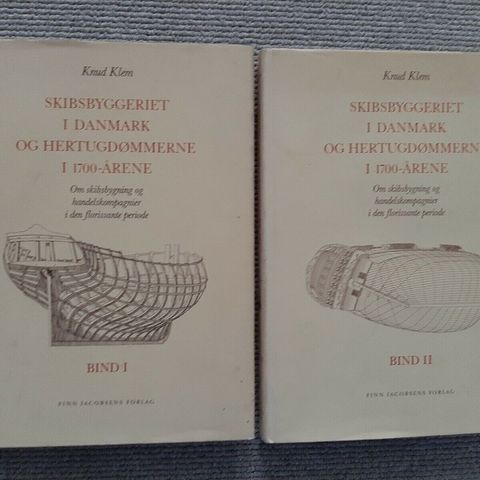 Knud Klem
SKIBSBYGGERIET
I DANMARK
OG HERTUGDØMMERNE
I 1700-ÅRENE
Om skibsbygning og
handelskompagnier
i den florissante periode
BIND I
FINN JACOBSENS FORLAG
Knud Klem
SKIBSBYGGERIET
I DANMARK
OG HERTUGDØMMERN
I 1700-ÅRENE
Om skibsbygning og
handelskompagnier
i den florissante periode
BIND II
FINN JACOBSENS FORLAG